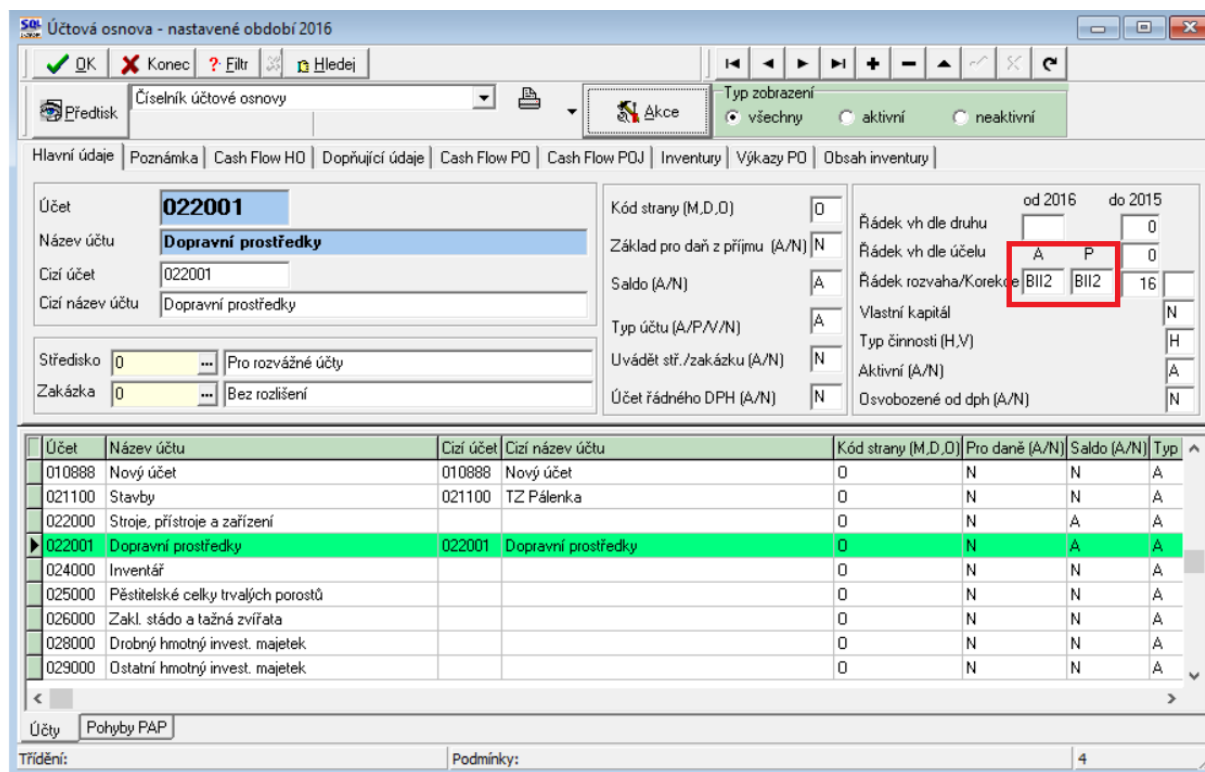 Účtová osnova - nastavené období 2016
OK Konec Filtr Hledej
Předtisk Číselník účtové osnovy Akce
Typ zobrazení
všechny aktivní neaktivní
Hlavní údaje Poznámka Cash Flow HO Dopňující údaje Cash Flow PO Cash Flow POJ Inventury Výkazy PO Obsah inventury
Účet 022001
Název účtu Dopravní prostředky
Cizí účet 022001
Cizí název účtu Dopravní prostředky
Středisko 0 ... Pro rozvážné účty
Zakázka 0 ... Bez rozlišení
Kód strany (M,D,O) O
Základ pro daň z příjmu (A/N) N
Saldo (A/N) A
Typ účtu (A/P/V/N) A
Uvádět stř./zakázku (A/N) N
Účet řádného DPH (A/N) N
od 2016 do 2015
Řádek vh dle druhu 0
Řádek vh dle účelu A P 0
Řádek rozvaha/Korekce BII2 BII2 16
Vlastní kapitál N
Typ činnosti (H,V) H
Aktivní (A/N) A
Osvobozené od dph (A/N) N
Účet Název účtu Cizí účet Cizí název účtu Kód strany (M,D,O) Pro daně (A/N) Saldo (A/N) Typ
010888 Nový účet 010888 Nový účet O N N A
021100 Stavby 021100 TZ Pálenka O N N A
022000 Stroje, přístroje a zařízení O N A A
022001 Dopravní prostředky 022001 Dopravní prostředky O N A A
024000 Inventář O N N A
025000 Pěstitelské celky trvalých porostů O N N A
026000 Zakl. stádo a tažná zvířata O N N A
028000 Drobný hmotný invest. majetek O N N A
029000 Ostatní hmotný invest. majetek O N N A
Účty Pohyby PAP
Třídění: Podmínky: 4